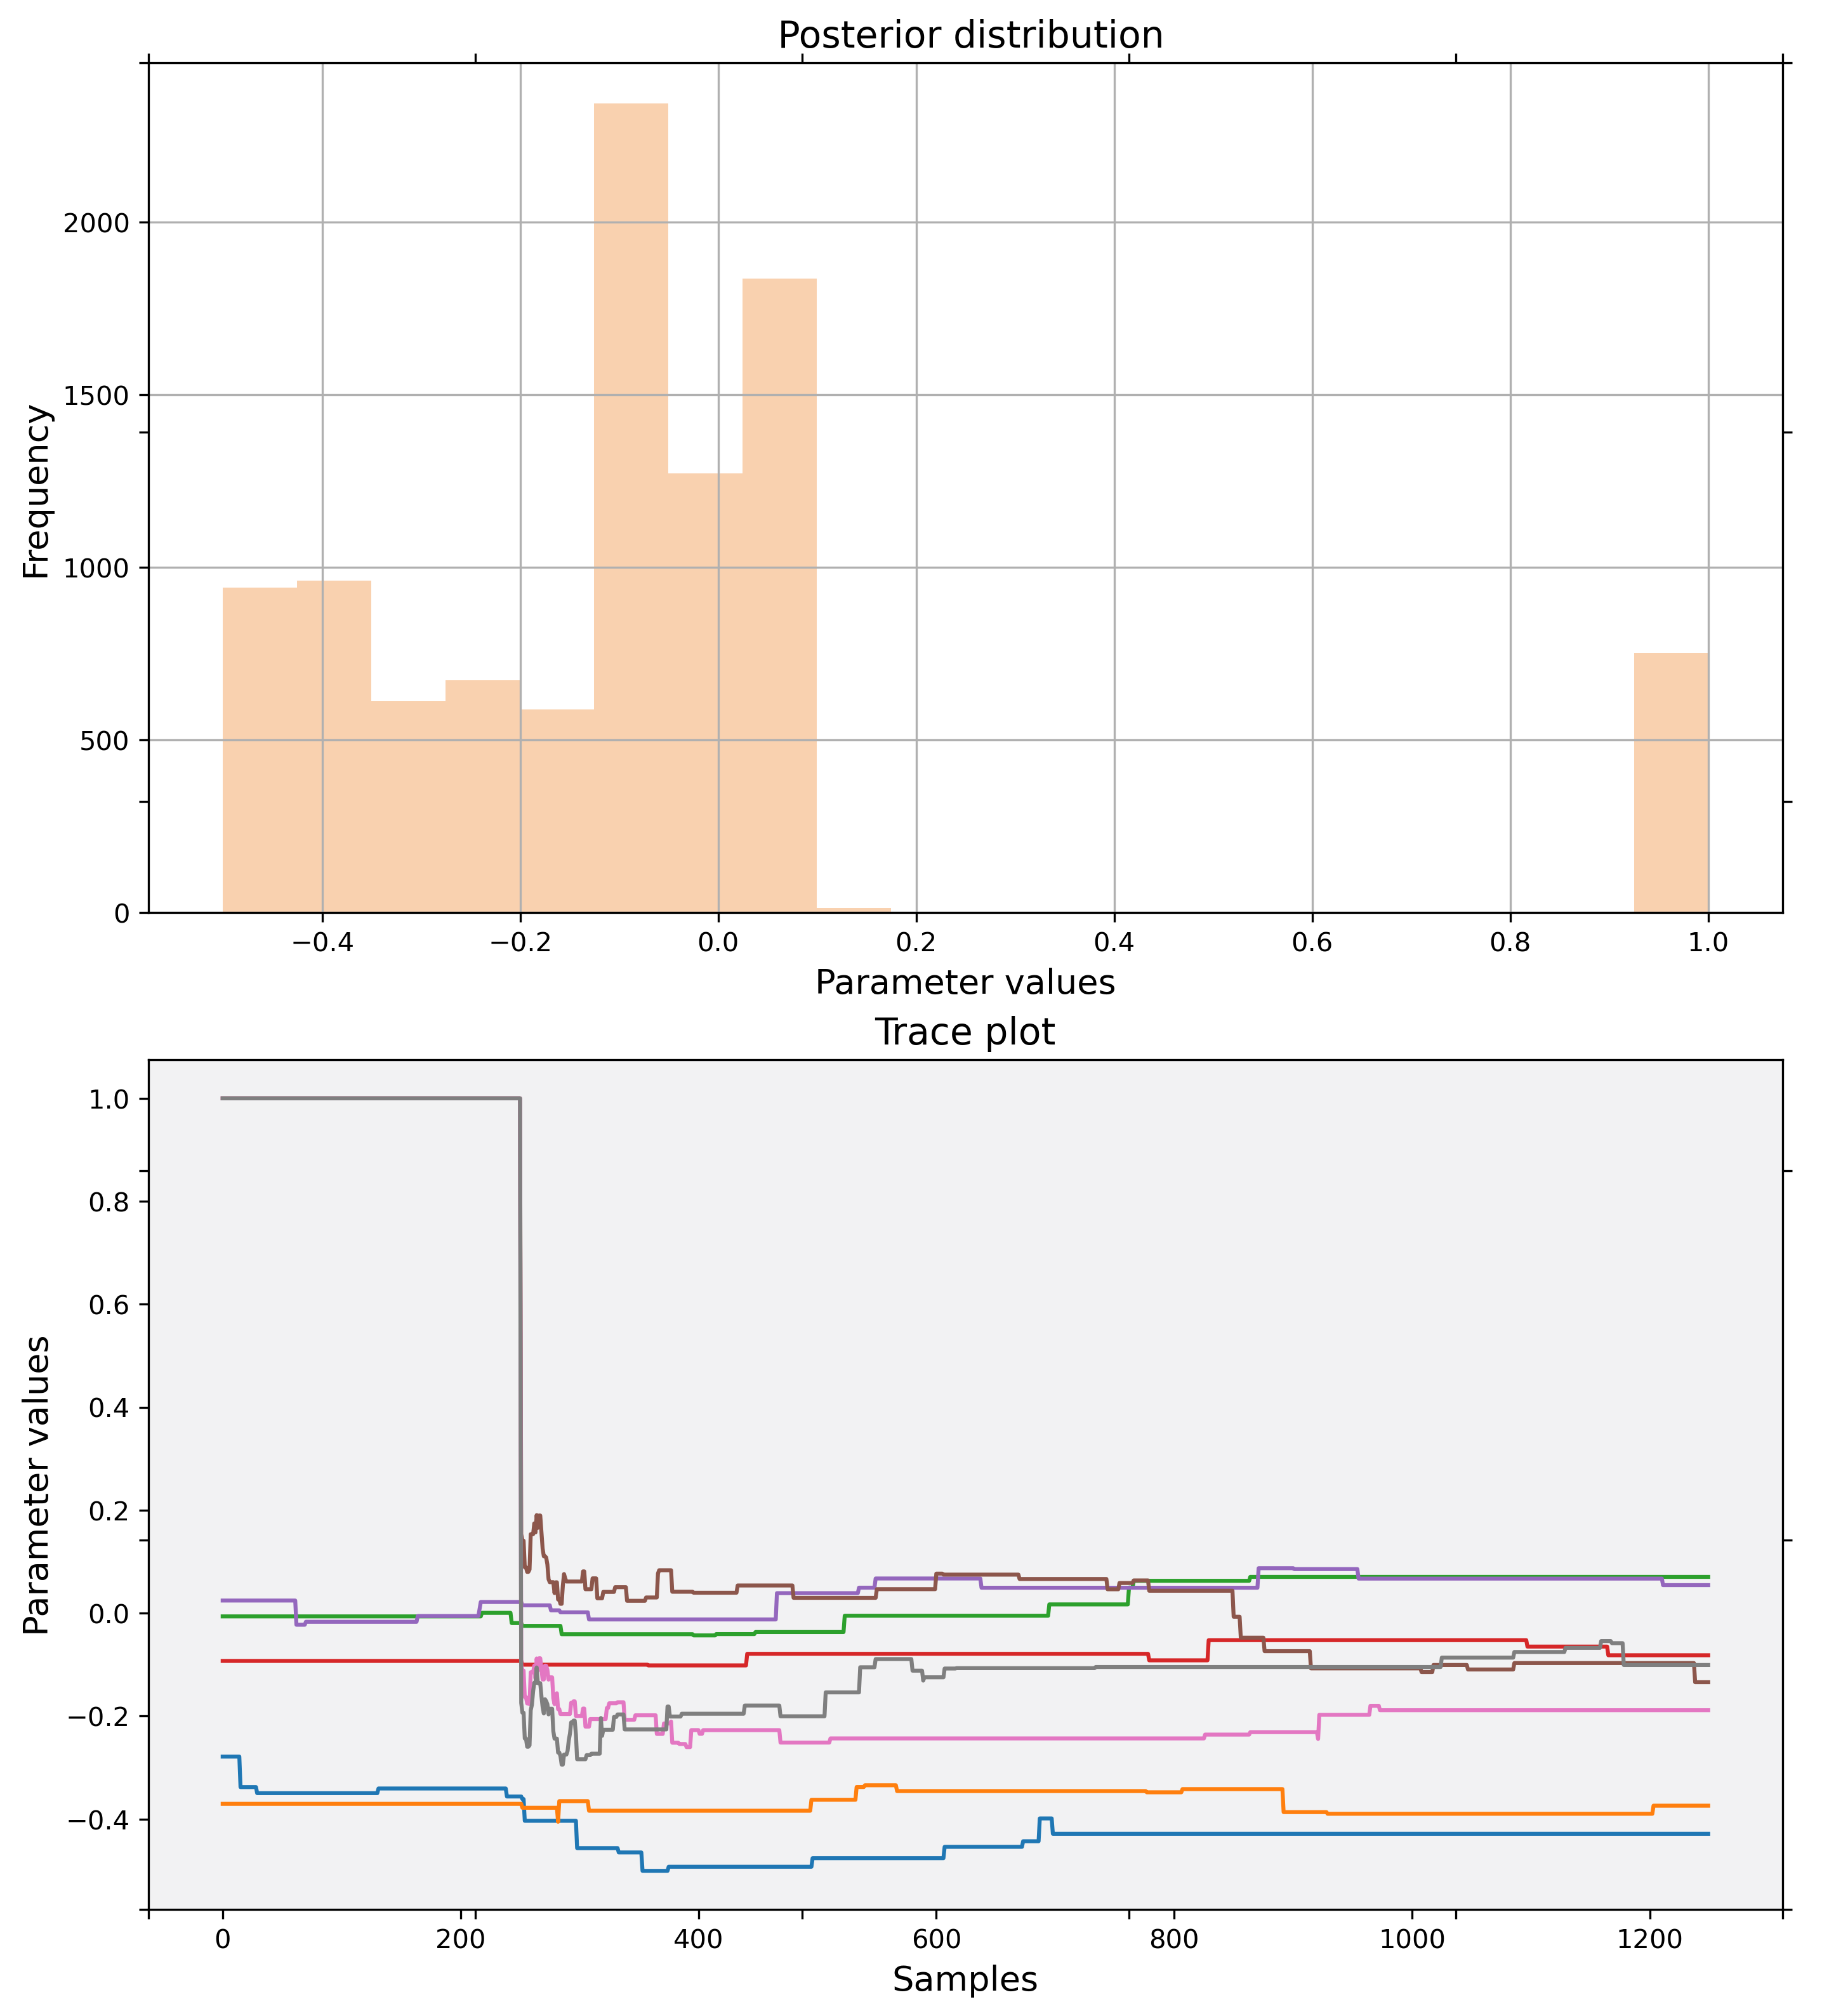 Posterior distribution
Frequency
2000
1500
1000
500
0
−0.4 −0.2 0.0 0.2 0.4 0.6 0.8 1.0
Parameter values
Trace plot
Parameter values
1.0
0.8
0.6
0.4
0.2
0.0
−0.2
−0.4
0 200 400 600 800 1000 1200
Samples